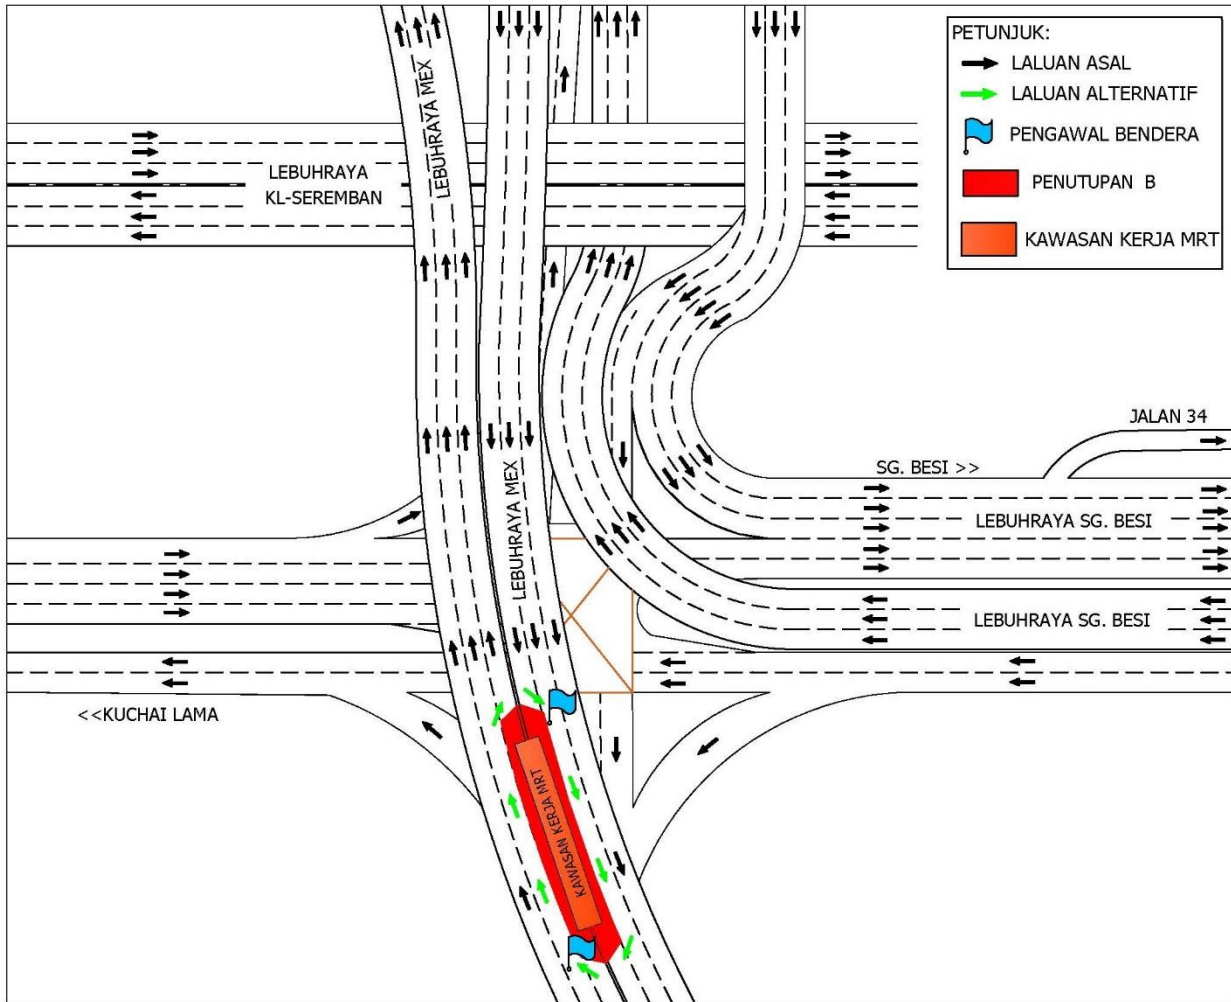 PETUNJUK:
LALUAN ASAL
LALUAN ALTERNATIF
PENGAWAL BENDERA
PENUTUPAN B
KAWASAN KERJA MRT
LEBUHRAYA MEX
LEBUHRAYA
KL-SEREMBAN
JALAN 34
SG. BESI >>
LEBUHRAYA SG. BESI
LEBUHRAYA MEX
LEBUHRAYA SG. BESI
<<KUCHAI LAMA
KAWASAN KERJA MRT